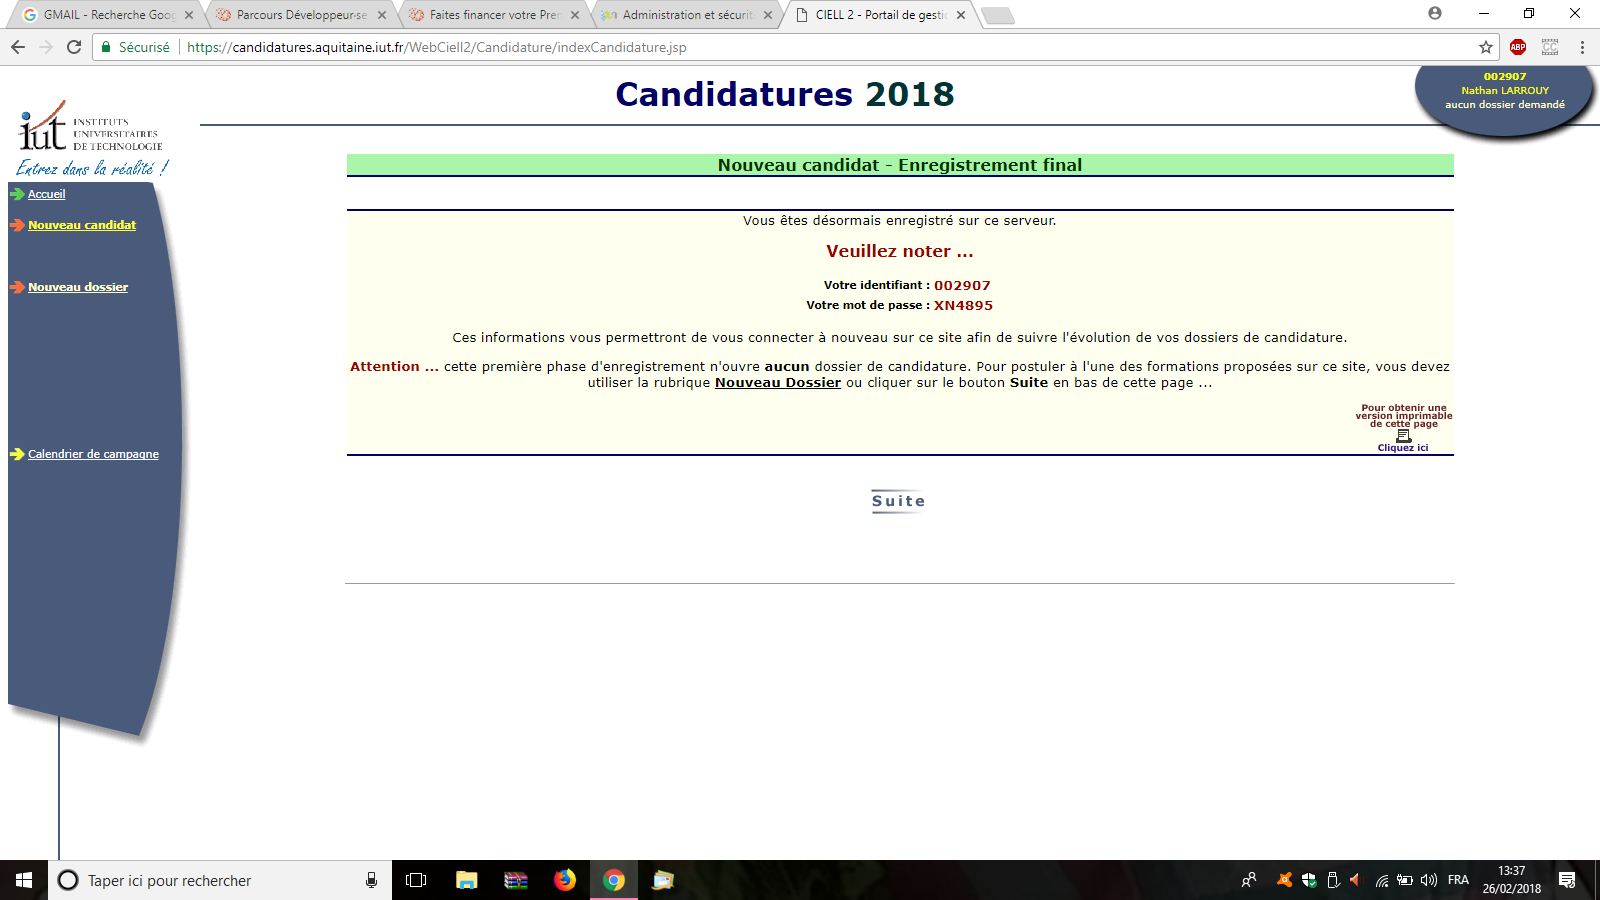 GMAIL - Recherche Goog
Parcours Développeur-se
Faites financer votre Pren
Administration et sécurit
CIELL 2 - Portail de gestic
Sécurisé
https://candidatures.aquitaine.iut.fr/WebCiell2/Candidature/indexCandidature.jsp
ABP
CC
Candidatures 2018
002907
Nathan LARROUY
aucun dossier demandé
iut
INSTITUTS
UNIVERSITAIRES
DE TECHNOLOGIE
Entrez dans la réalité !
Accueil
Nouveau candidat
Nouveau dossier
Calendrier de campagne
Nouveau candidat - Enregistrement final
Vous êtes désormais enregistré sur ce serveur.
Veuillez noter ...
Votre identifiant : 002907
Votre mot de passe : XN4895
Ces informations vous permettront de vous connecter à nouveau sur ce site afin de suivre l'évolution de vos dossiers de candidature.
Attention ... cette première phase d'enregistrement n'ouvre aucun dossier de candidature. Pour postuler à l'une des formations proposées sur ce site, vous devez
utiliser la rubrique Nouveau Dossier ou cliquer sur le bouton Suite en bas de cette page ...
Pour obtenir une
version imprimable
de cette page
Cliquez ici
Suite
Taper ici pour rechercher
FRA
13:37
26/02/2018